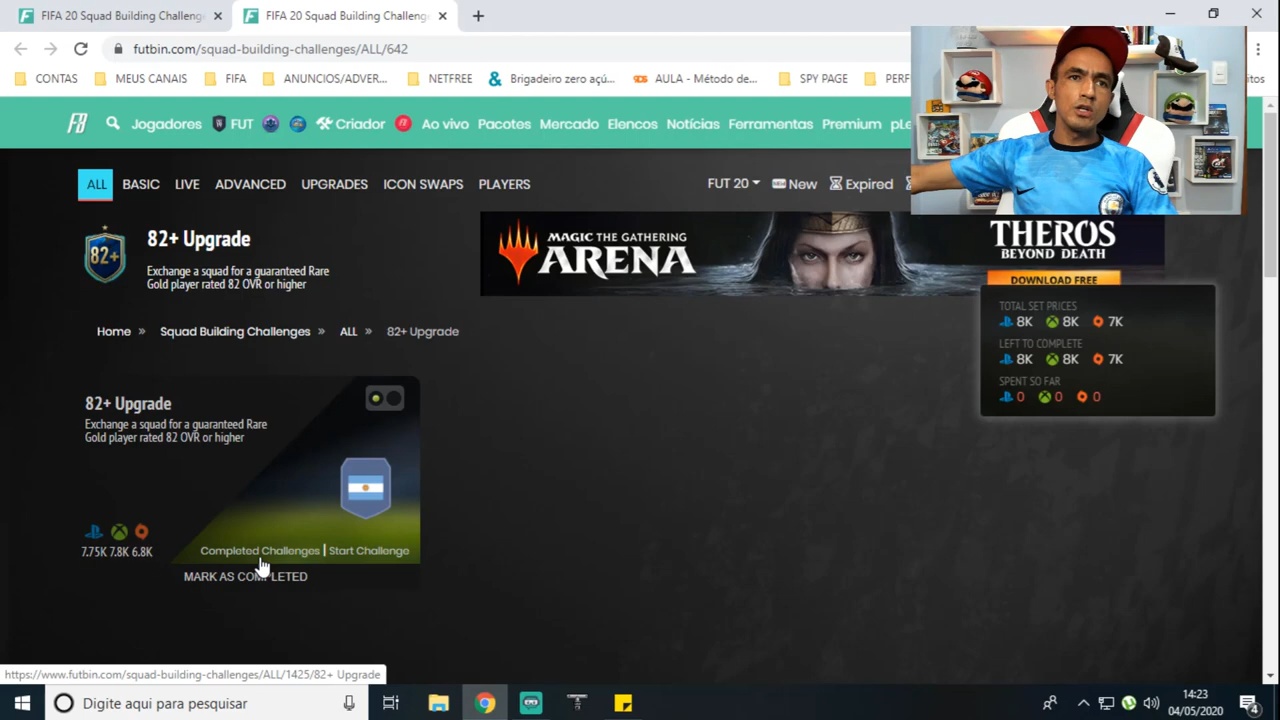 FIFA 20 Squad Building Challenge
FIFA 20 Squad Building Challenge
futbin.com/squad-building-challenges/ALL/642
CONTAS
MEUS CANAIS
FIFA
ANUNCIOS/ADVER...
NETFREE
Brigadeiro zero açú...
AULA - Método de...
SPY PAGE
Jogadores
FUT
Criador
Ao vivo
Pacotes
Mercado
Elencos
Notícias
Ferramentas
Premium
ALL
BASIC
LIVE
ADVANCED
UPGRADES
ICON SWAPS
PLAYERS
FUT 20
New
Expired
82+
82+ Upgrade
Exchange a squad for a guaranteed Rare
Gold player rated 82 OVR or higher
MAGIC THE GATHERING
ARENA
THEROS
BEYOND DEATH
DOWNLOAD FREE
Home » Squad Building Challenges » ALL » 82+ Upgrade
TOTAL SET PRICES
8K 8K 7K
LEFT TO COMPLETE
8K 8K 7K
SPENT SO FAR
0 0 0
82+ Upgrade
Exchange a squad for a guaranteed Rare
Gold player rated 82 OVR or higher
7.75K 7.8K 6.8K
Completed Challenges | Start Challenge
MARK AS COMPLETED
https://www.futbin.com/squad-building-challenges/ALL/1425/82+ Upgrade
Digite aqui para pesquisar
14:23
04/05/2020
4